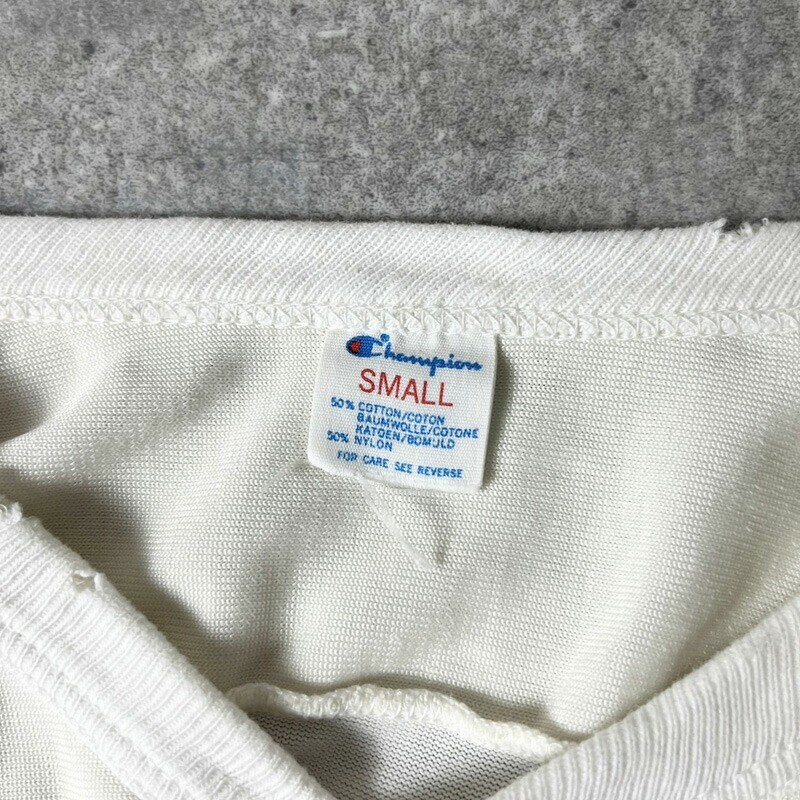 Champion
SMALL
50% COTTON/COTON
BAUMWOLLE/COTONE
KATOEN/BOMULD
50% NYLON
FOR CARE SEE REVERSE